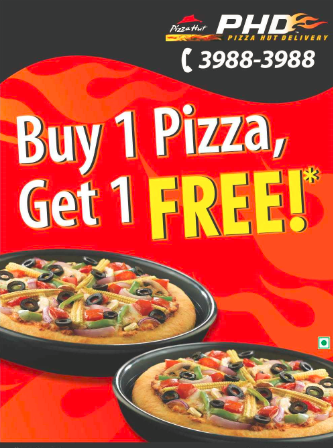 Pizza Hut PHD
PIZZA HUT DELIVERY
3988-3988
Buy 1 Pizza,
Get 1 FREE!*